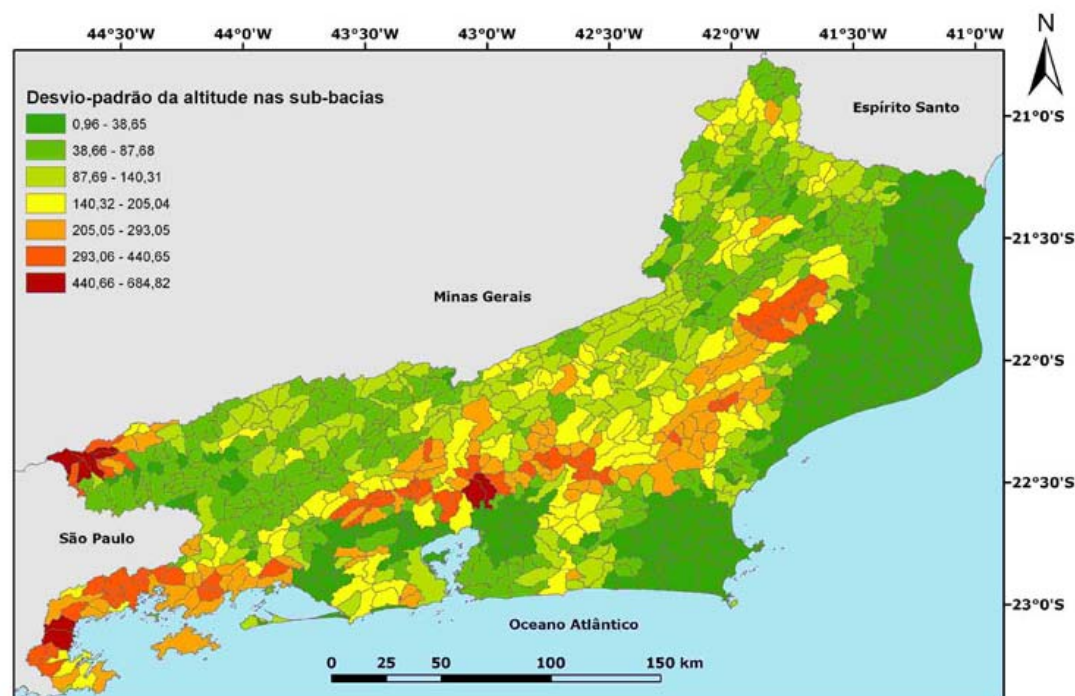 44°30'W 44°0'W 43°30'W 43°0'W 42°30'W 42°0'W 41°30'W 41°0'W
N
Desvio-padrão da altitude nas sub-bacias
0,96 - 38,65
38,66 - 87,68
87,69 - 140,31
140,32 - 205,04
205,05 - 293,05
293,06 - 440,65
440,66 - 684,82
Espírito Santo
21°0'S
21°30'S
Minas Gerais
22°0'S
22°30'S
São Paulo
23°0'S
Oceano Atlântico
0 25 50 100 150 km